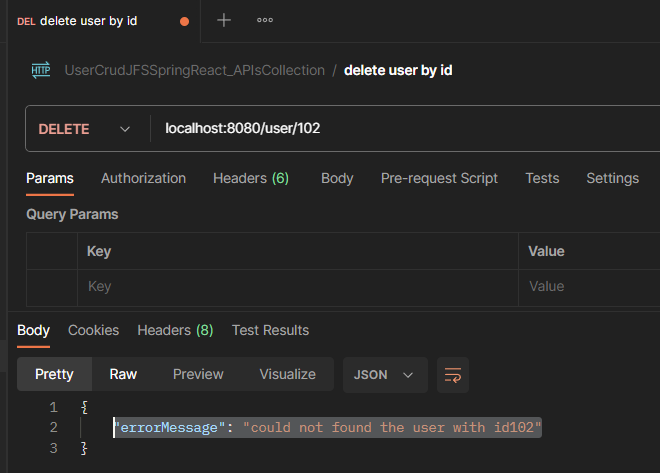 DEL delete user by id
HTTP UserCrudJFSSpringReact_APIsCollection / delete user by id
DELETE localhost:8080/user/102
Params Authorization Headers (6) Body Pre-request Script Tests Settings
Query Params
Key Value
Key Value
Body Cookies Headers (8) Test Results
Pretty Raw Preview Visualize JSON
1 {
2 "errorMessage": "could not found the user with id102"
3 }